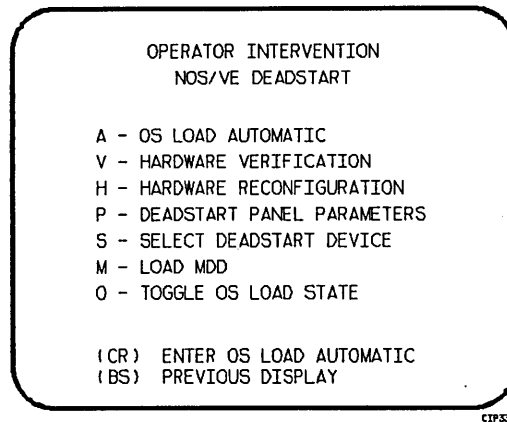 OPERATOR INTERVENTION
NOS/VE DEADSTART
A - OS LOAD AUTOMATIC
V - HARDWARE VERIFICATION
H - HARDWARE RECONFIGURATION
P - DEADSTART PANEL PARAMETERS
S - SELECT DEADSTART DEVICE
M - LOAD MDD
O - TOGGLE OS LOAD STATE
(CR) ENTER OS LOAD AUTOMATIC
(BS) PREVIOUS DISPLAY